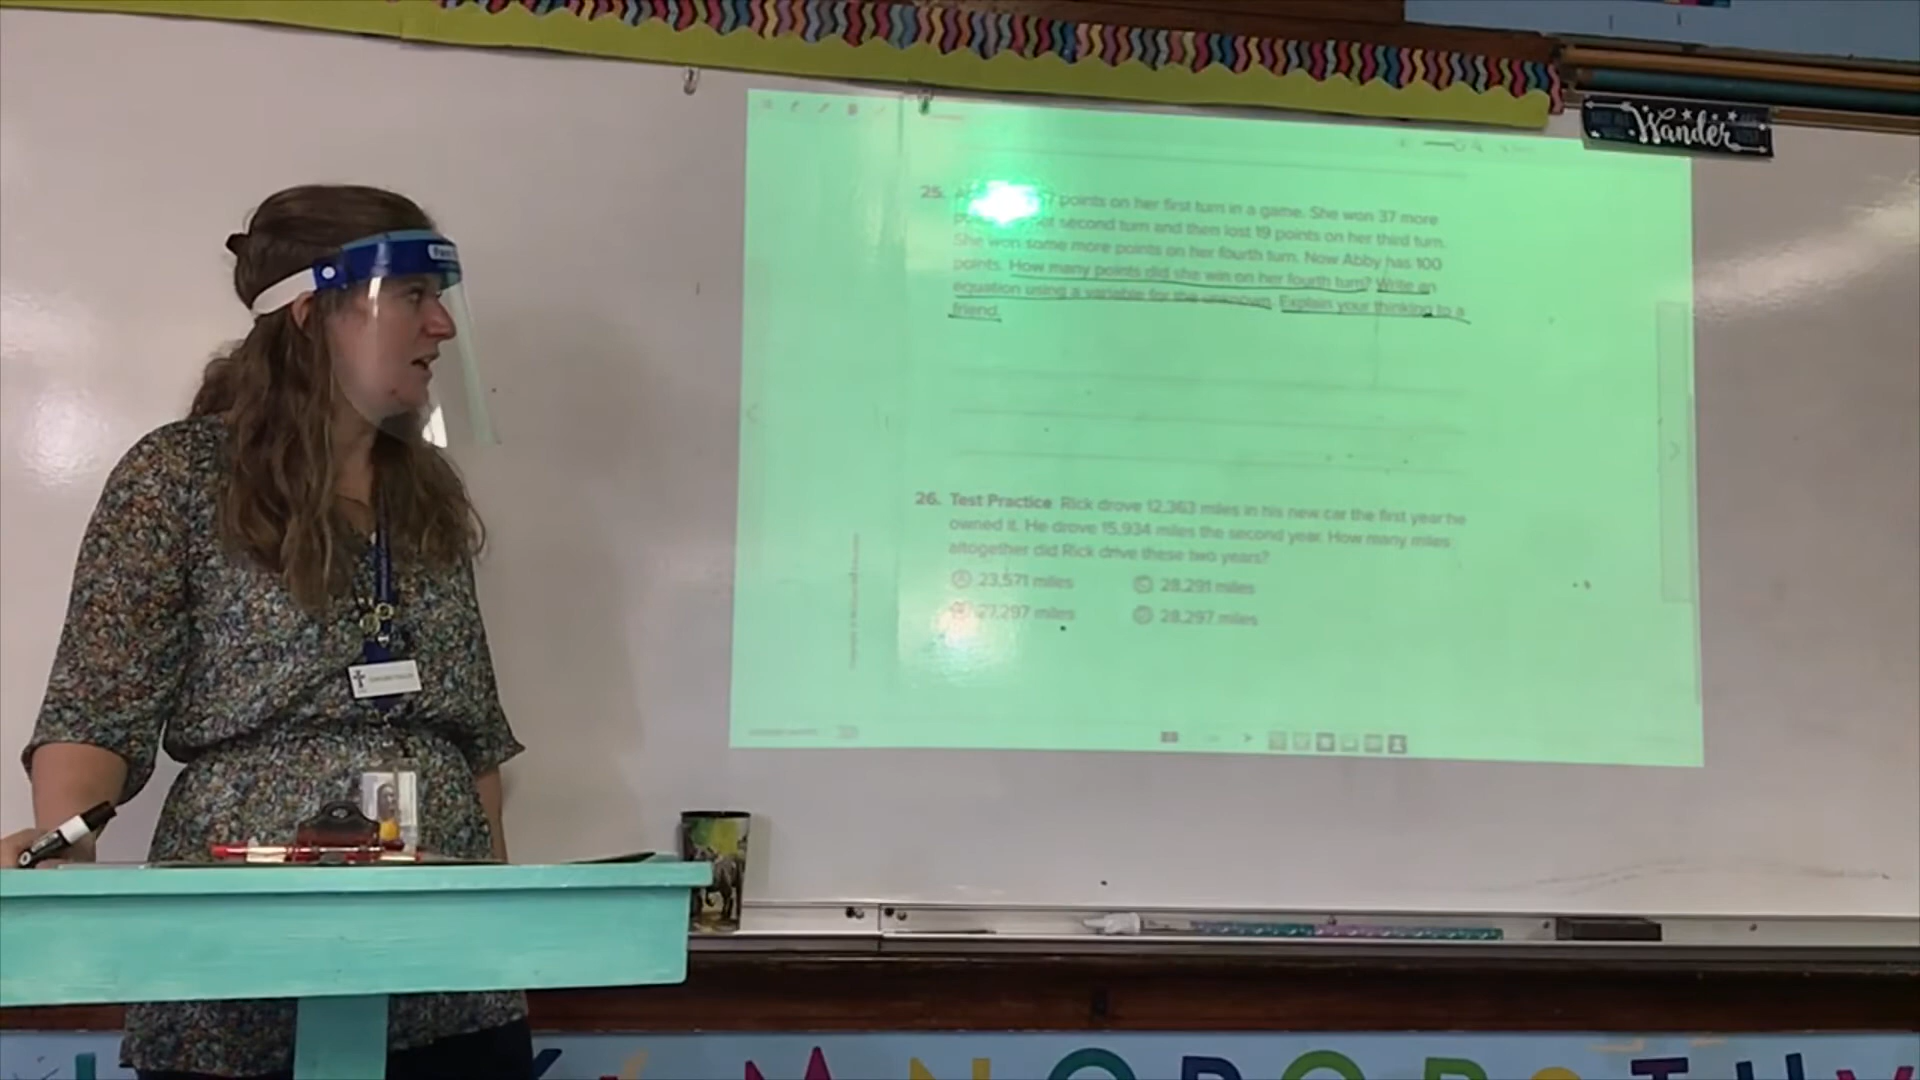 Wander
25. points on her first turn in a game. She won 37 more
second turn and then lost 19 points on her third turn.
She won some more points on her fourth turn. Now Abby has 100
points. How many points did she win on her fourth turn? Write an
equation using a variable for the unknown. Explain your thinking to a
friend.
26. Test Practice Rick drove 12,363 miles in his new car the first year he
owned it. He drove 15,934 miles the second year. How many miles
altogether did Rick drive these two years?
A 23,571 miles C 28,291 miles
27,297 miles D 28,297 miles